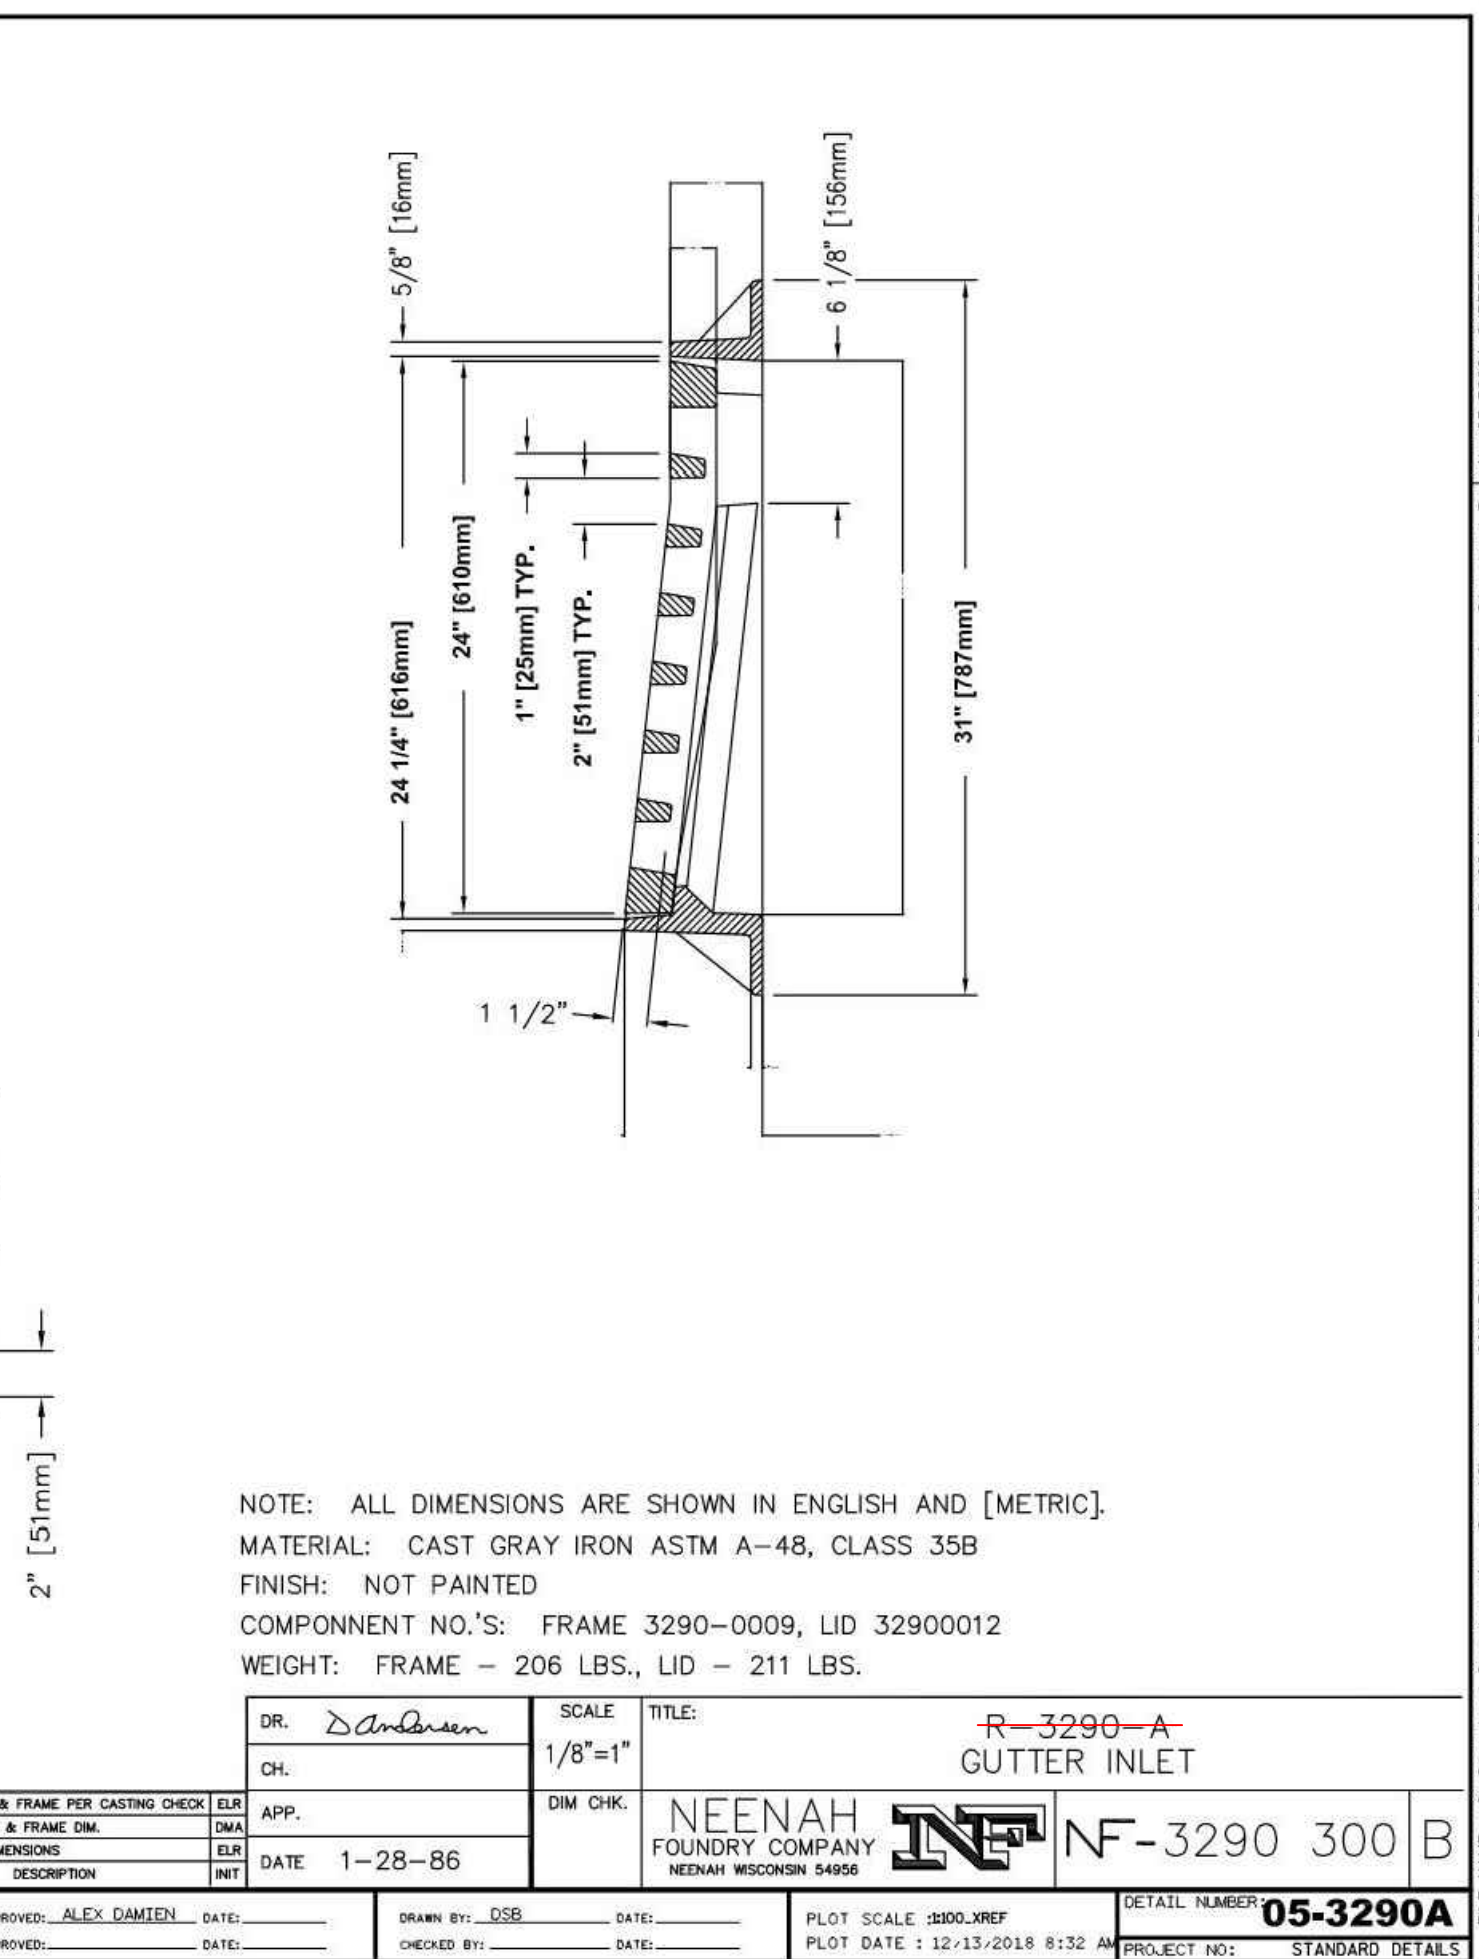 5/8" [16mm]
6 1/8" [156mm]
24 1/4" [616mm]
24" [610mm]
1" [25mm] TYP.
2" [51mm] TYP.
31" [787mm]
1 1/2"
2" [51mm]
NOTE: ALL DIMENSIONS ARE SHOWN IN ENGLISH AND [METRIC].
MATERIAL: CAST GRAY IRON ASTM A-48, CLASS 35B
FINISH: NOT PAINTED
COMPONNENT NO.'S: FRAME 3290-0009, LID 32900012
WEIGHT: FRAME - 206 LBS., LID - 211 LBS.
DR. D Andersen
CH.
APP.
DATE 1-28-86
SCALE
1/8"=1"
DIM CHK.
TITLE:
R-3290-A
GUTTER INLET
NEENAH
FOUNDRY COMPANY
NEENAH WISCONSIN 54956
NF
NF-3290 300 B
& FRAME PER CASTING CHECK ELR
& FRAME DIM. DMA
MENSIONS ELR
DESCRIPTION INIT
ROVED: ALEX DAMIEN DATE:
ROVED: DATE:
DRAWN BY: DSB DATE:
CHECKED BY: DATE:
PLOT SCALE :1:100_XREF
PLOT DATE : 12/13/2018 8:32 AM
DETAIL NUMBER: 05-3290A
PROJECT NO: STANDARD DETAILS